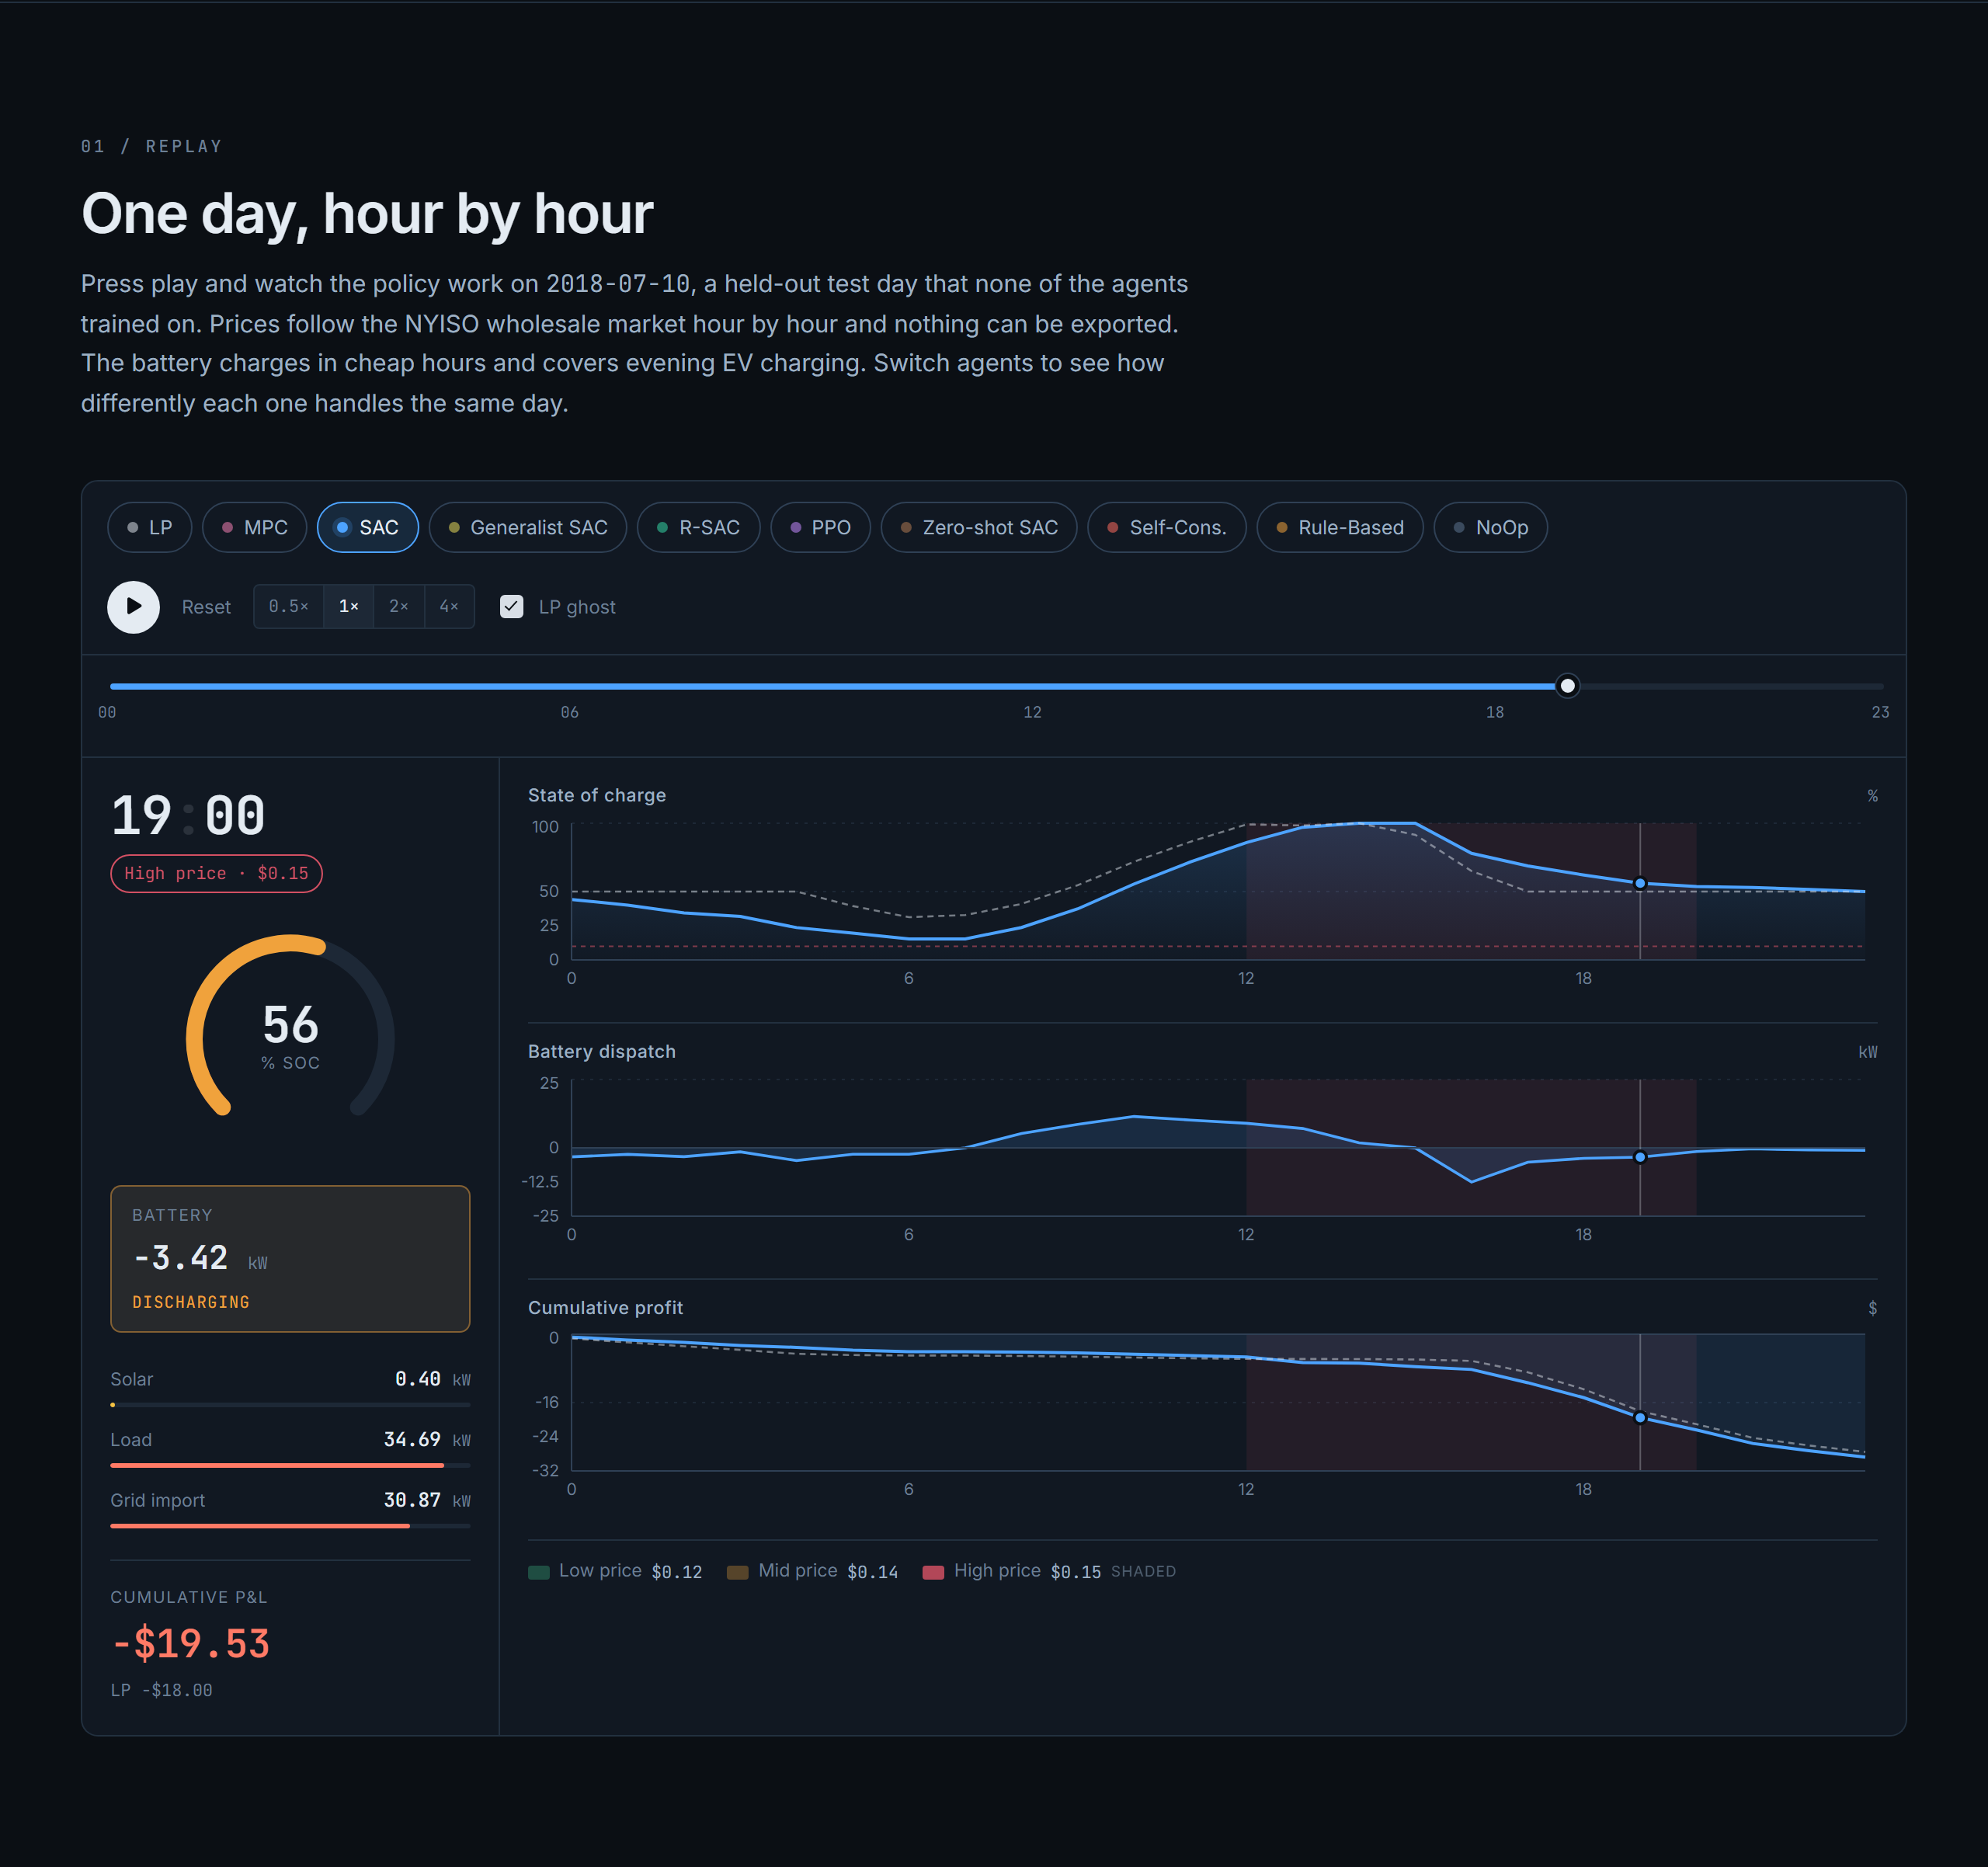 01 / REPLAY
One day, hour by hour
Press play and watch the policy work on 2018-07-10, a held-out test day that none of the agents
trained on. Prices follow the NYISO wholesale market hour by hour and nothing can be exported.
The battery charges in cheap hours and covers evening EV charging. Switch agents to see how
differently each one handles the same day.
LP MPC SAC Generalist SAC R-SAC PPO Zero-shot SAC Self-Cons. Rule-Based NoOp
Reset 0.5× 1× 2× 4× LP ghost
00 06 12 18 23
19:00
High price · $0.15
56
% SOC
BATTERY
-3.42 kW
DISCHARGING
Solar 0.40 kW
Load 34.69 kW
Grid import 30.87 kW
CUMULATIVE P&L
-$19.53
LP -$18.00
State of charge %
100
50
25
0
0 6 12 18
Battery dispatch kW
25
0
-12.5
-25
0 6 12 18
Cumulative profit $
0
-16
-24
-32
0 6 12 18
Low price $0.12 Mid price $0.14 High price $0.15 SHADED